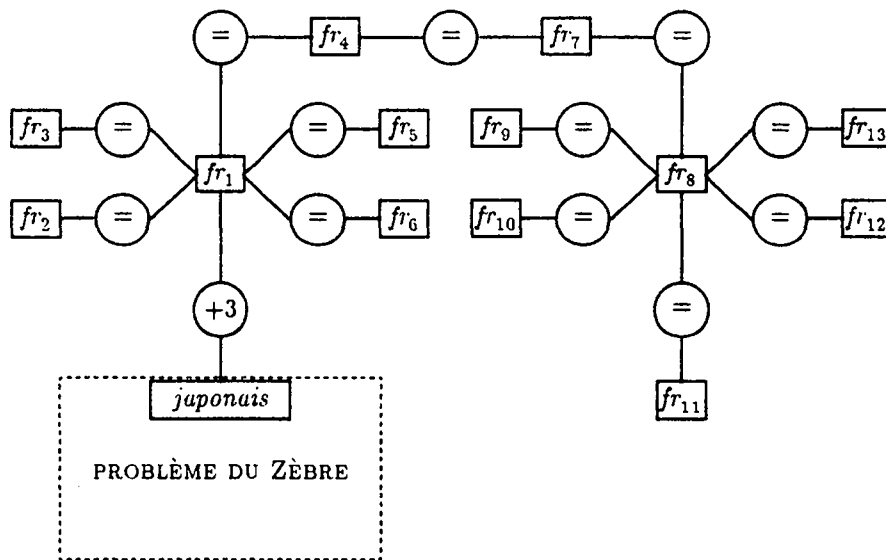 = fr4 = fr7 =
fr3 = = fr5 fr9 = = fr13
fr1 fr8
fr2 = = fr6 fr10 = = fr12
+3 =
japonais fr11
PROBLÈME DU ZÈBRE